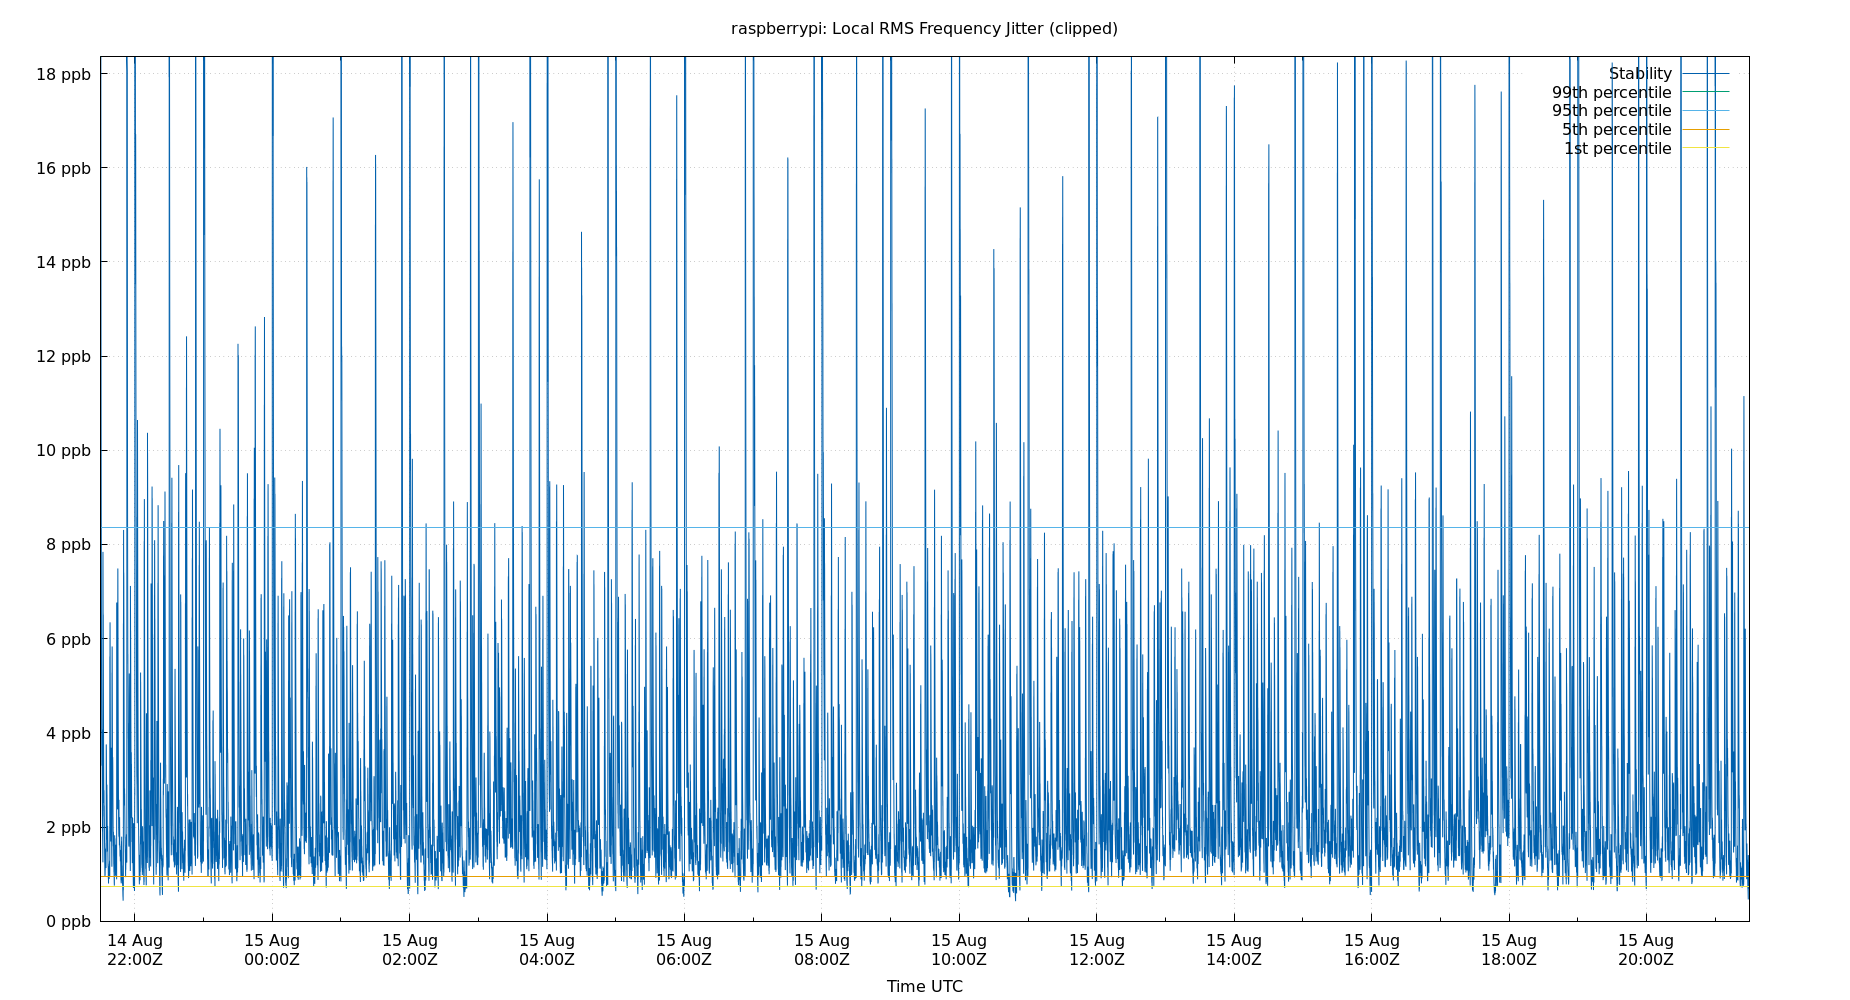 raspberrypi: Local RMS Frequency Jitter (clipped)
18 ppb
16 ppb
14 ppb
12 ppb
10 ppb
8 ppb
6 ppb
4 ppb
2 ppb
0 ppb
Stability
99th percentile
95th percentile
5th percentile
1st percentile
14 Aug 15 Aug 15 Aug 15 Aug 15 Aug 15 Aug 15 Aug 15 Aug 15 Aug 15 Aug 15 Aug 15 Aug
22:00Z 00:00Z 02:00Z 04:00Z 06:00Z 08:00Z 10:00Z 12:00Z 14:00Z 16:00Z 18:00Z 20:00Z
Time UTC